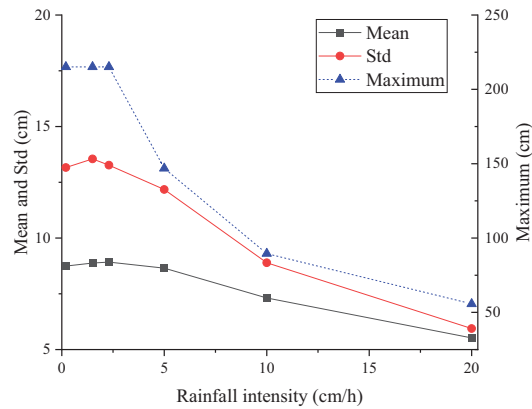 20
15
10
5
Mean and Std (cm)
250
200
150
100
50
Maximum (cm)
Mean
Std
Maximum
0
5
10
15
20
Rainfall intensity (cm/h)